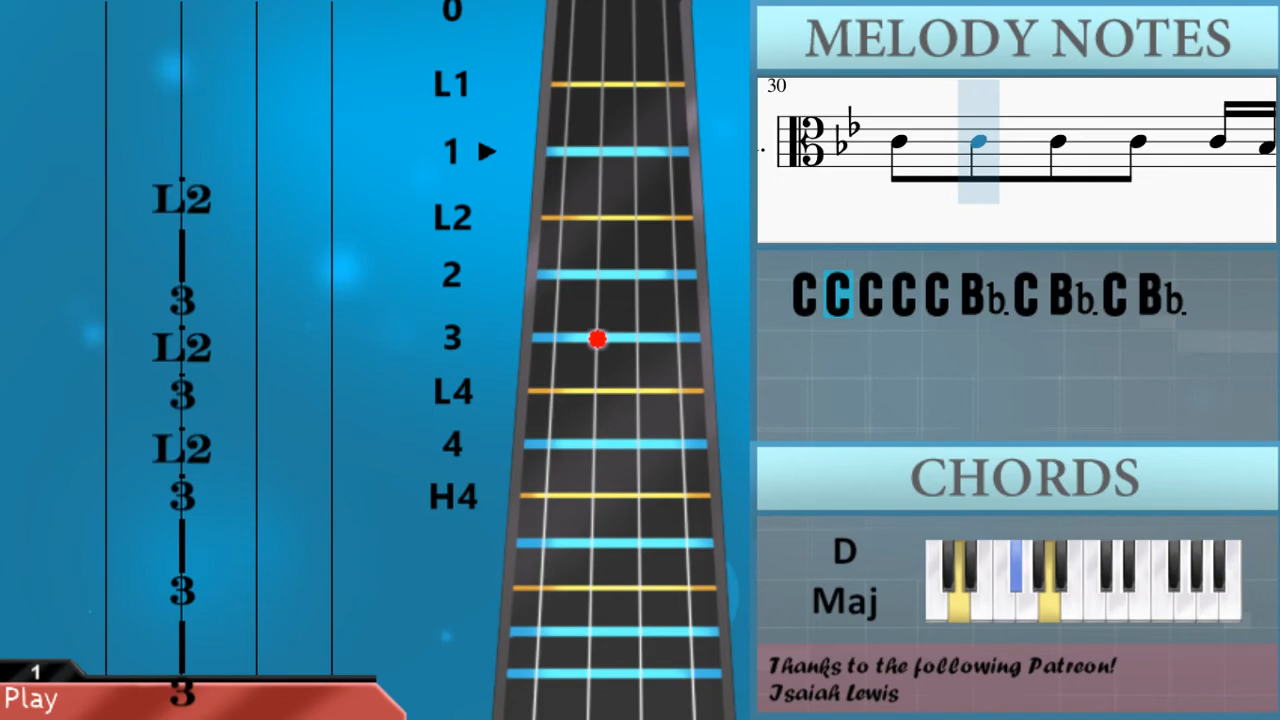 0
L1
1 ►
L2
2
3
L4
4
H4
L2
3
L2
3
L2
3
3
3
1
Play
MELODY NOTES
30
C C C C C Bb. C Bb. C Bb.
CHORDS
D
Maj
Thanks to the following Patreon!
Isaiah Lewis